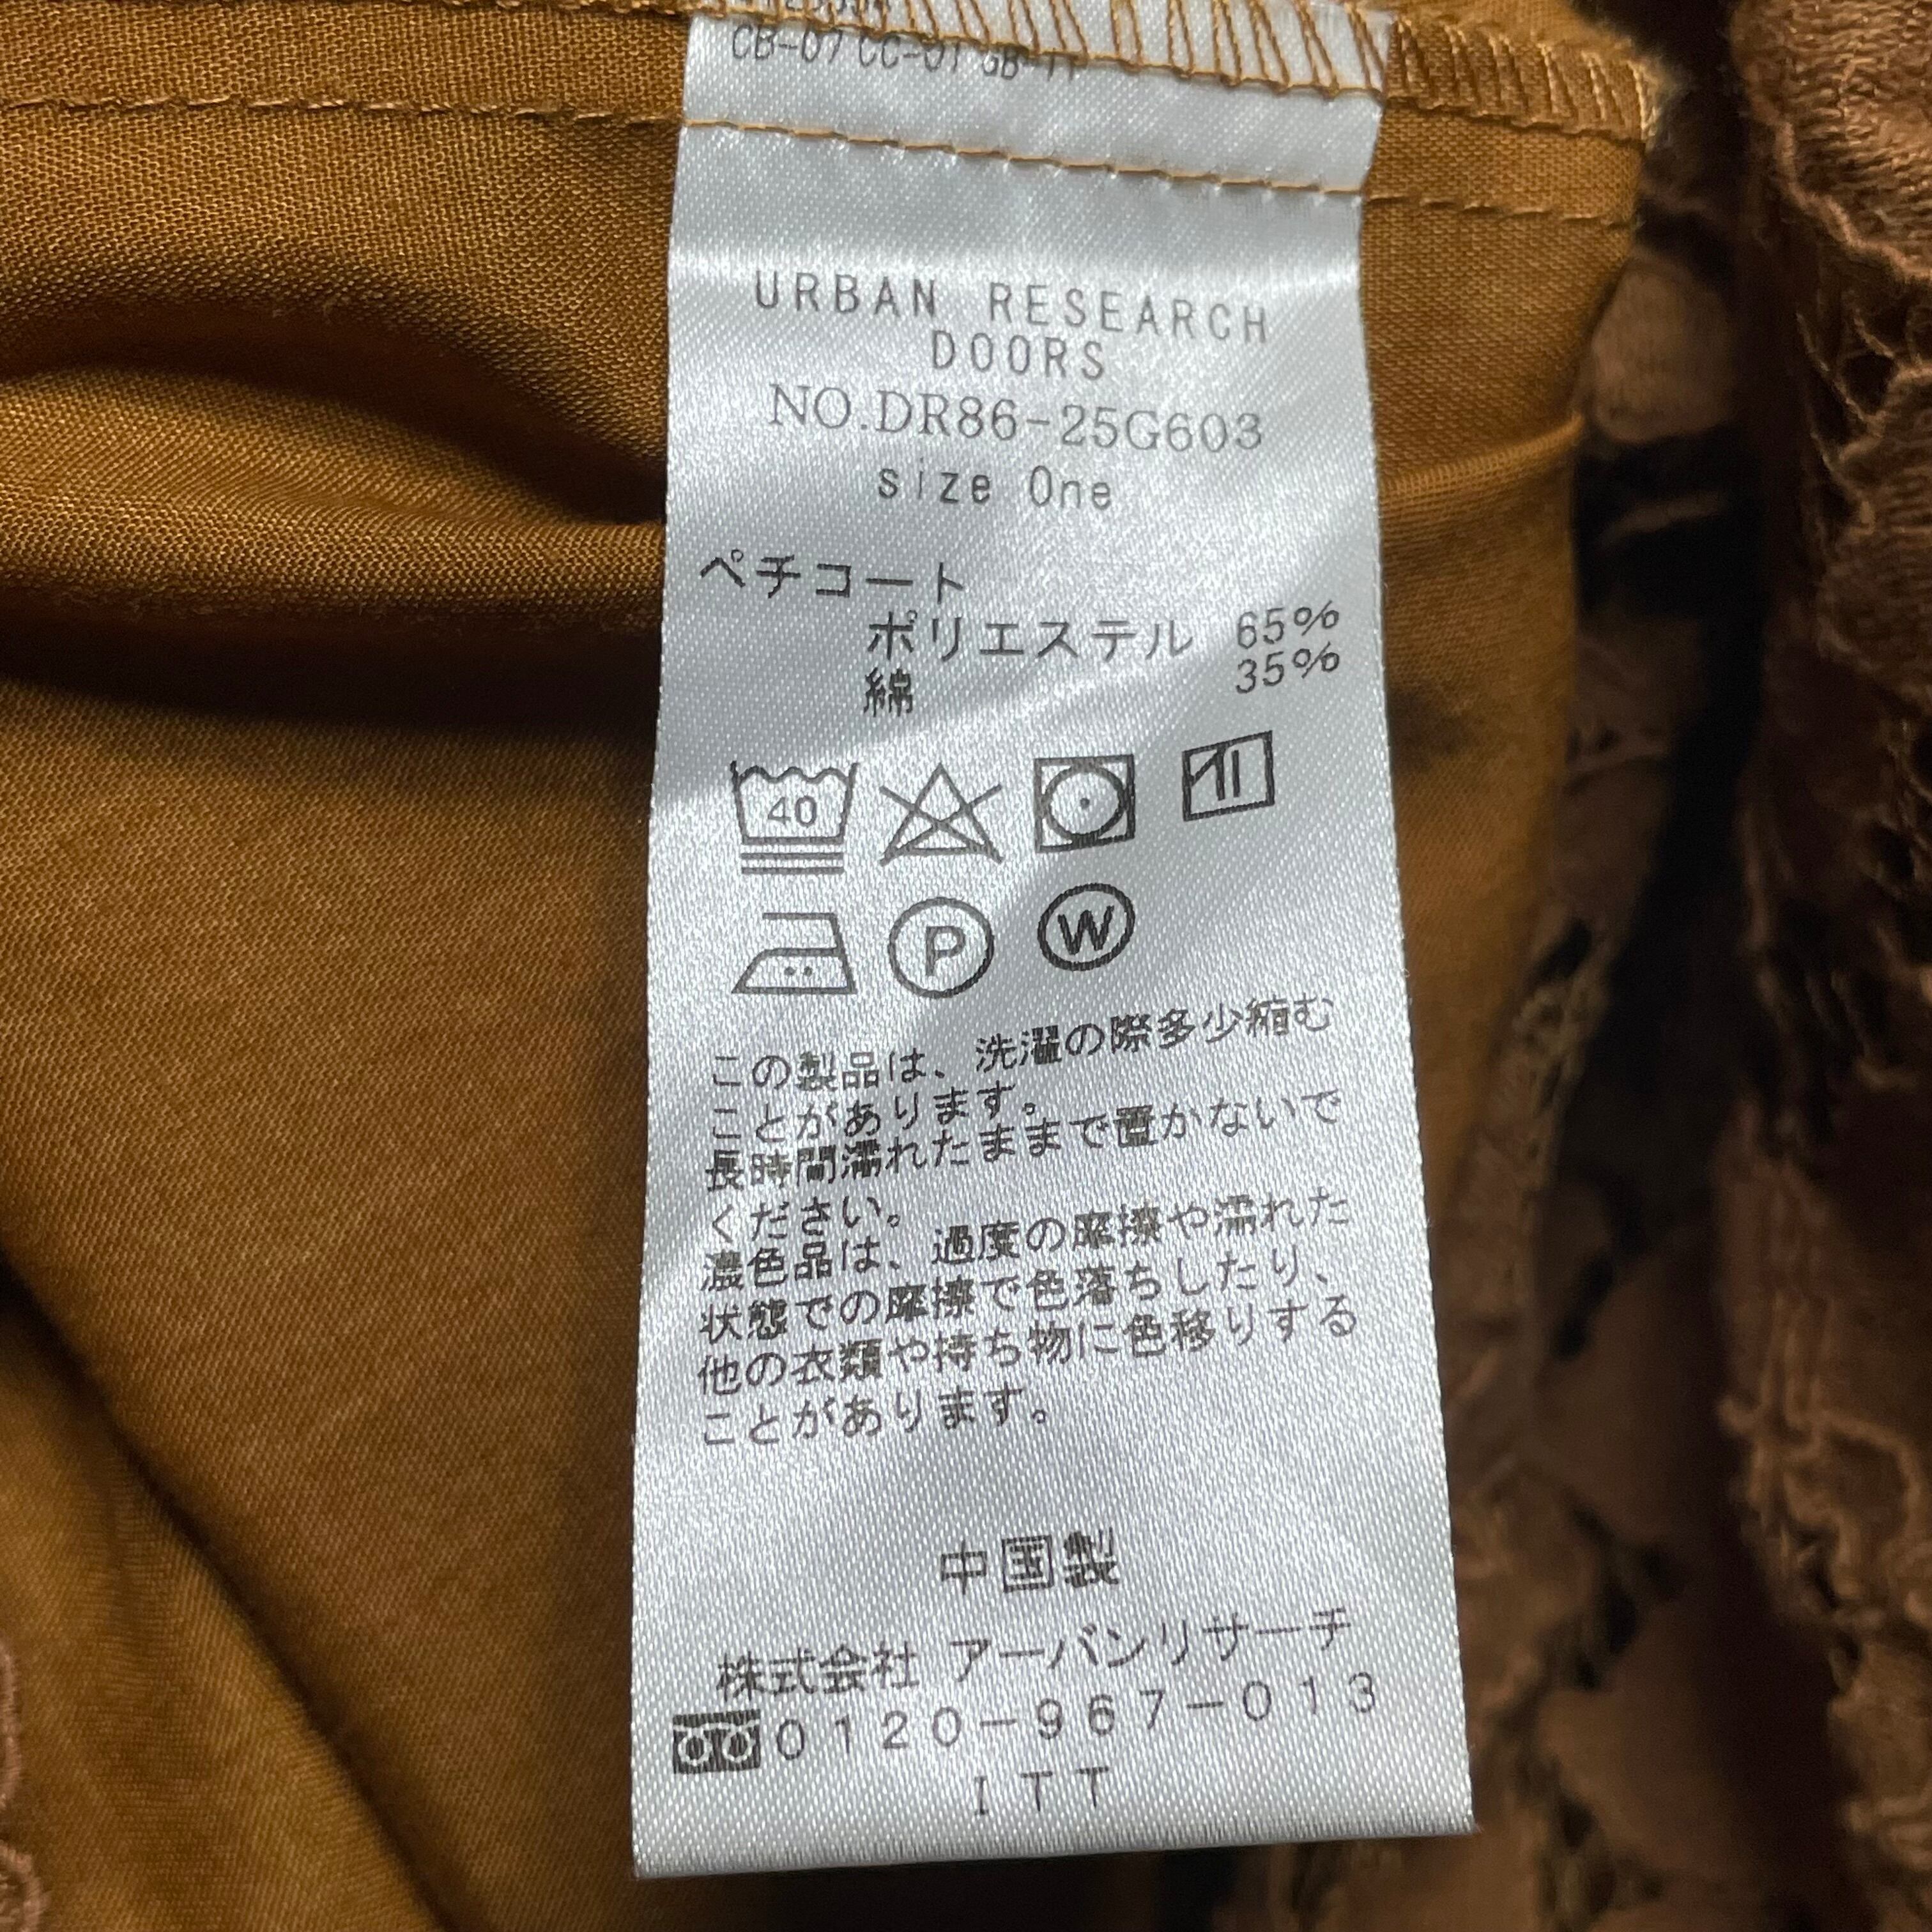 CB-07 CC-01 GB-11
URBAN RESEARCH
DOORS
NO.DR86-25G603
size One
ペチコート
ポリエステル 65%
綿 35%
40
P W
この製品は、洗濯の際多少縮む
ことがあります。
長時間濡れたままで置かないで
ください。
濃色品は、過度の摩擦や濡れた
状態での摩擦で色落ちしたり、
他の衣類や持ち物に色移りする
ことがあります。
中国製
株式会社 アーバンリサーチ
0120-967-013
ITT